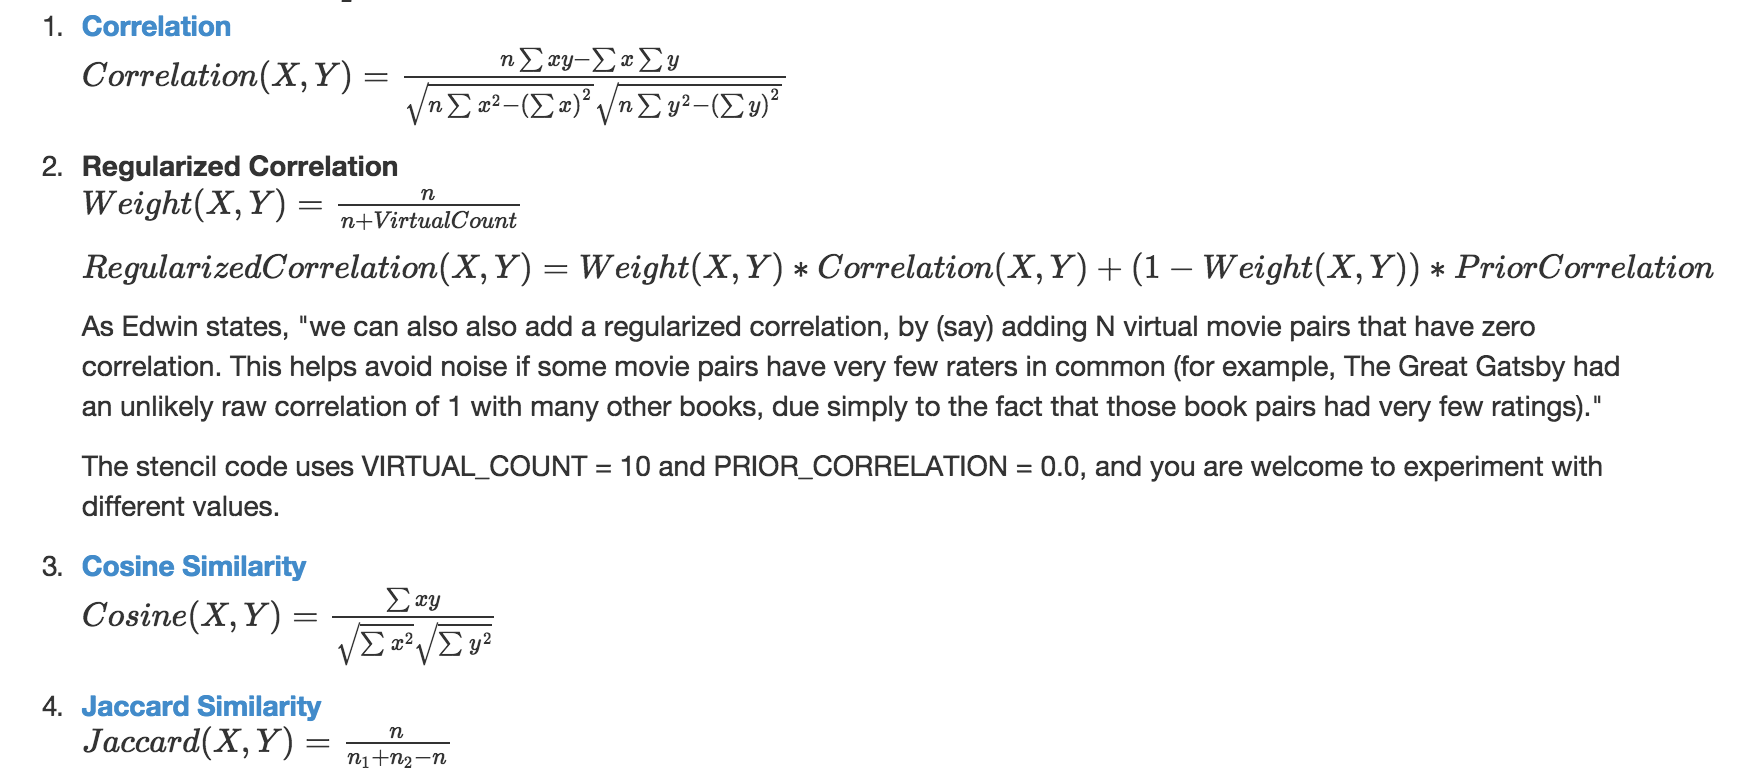 1. Correlation
Correlation(X, Y) = \frac{n\sum xy-\sum x\sum y}{\sqrt{n\sum x^2-(\sum x)^2}\sqrt{n\sum y^2-(\sum y)^2}}
2. Regularized Correlation
Weight(X, Y) = \frac{n}{n+VirtualCount}
RegularizedCorrelation(X, Y) = Weight(X, Y) * Correlation(X, Y) + (1 − Weight(X, Y)) * PriorCorrelation
As Edwin states, "we can also also add a regularized correlation, by (say) adding N virtual movie pairs that have zero
correlation. This helps avoid noise if some movie pairs have very few raters in common (for example, The Great Gatsby had
an unlikely raw correlation of 1 with many other books, due simply to the fact that those book pairs had very few ratings)."
The stencil code uses VIRTUAL_COUNT = 10 and PRIOR_CORRELATION = 0.0, and you are welcome to experiment with
different values.
3. Cosine Similarity
Cosine(X, Y) = \frac{\sum xy}{\sqrt{\sum x^2}\sqrt{\sum y^2}}
4. Jaccard Similarity
Jaccard(X, Y) = \frac{n}{n_1+n_2-n}